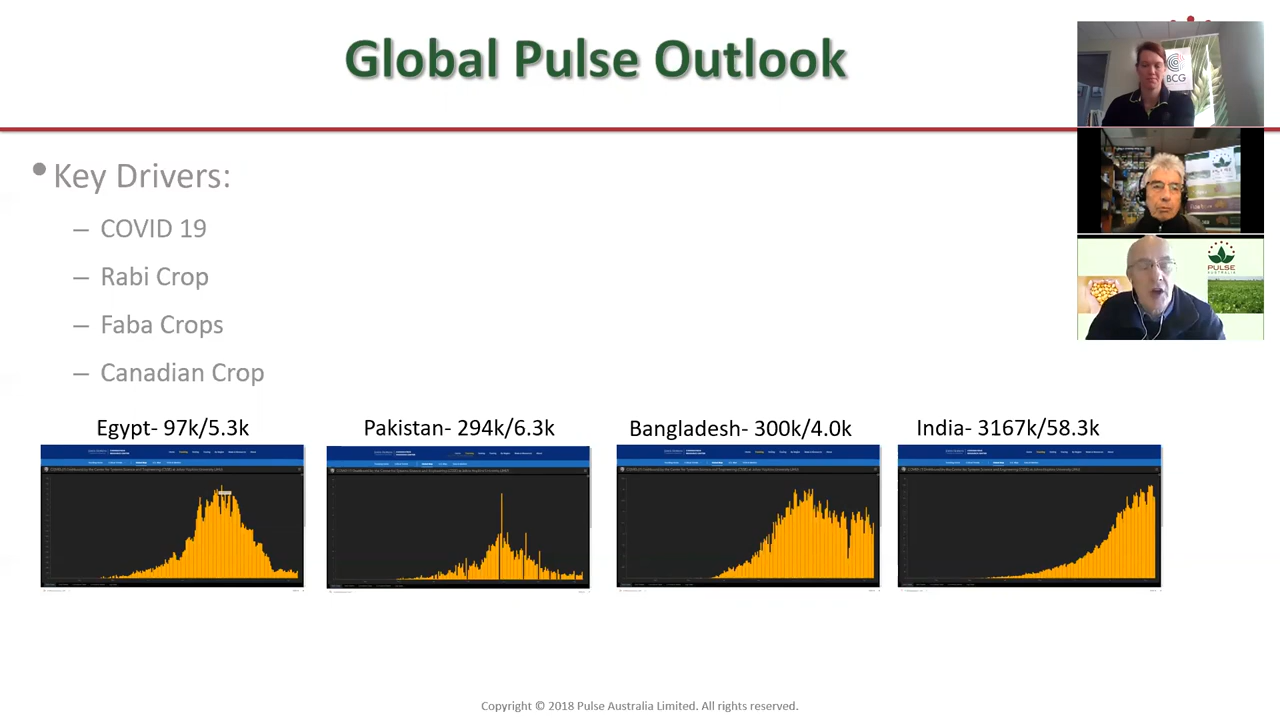 Global Pulse Outlook
BCG
PULSE
AUSTRALIA
• Key Drivers:
– COVID 19
– Rabi Crop
– Faba Crops
– Canadian Crop
Egypt- 97k/5.3k
Pakistan- 294k/6.3k
Bangladesh- 300k/4.0k
India- 3167k/58.3k
Copyright © 2018 Pulse Australia Limited. All rights reserved.